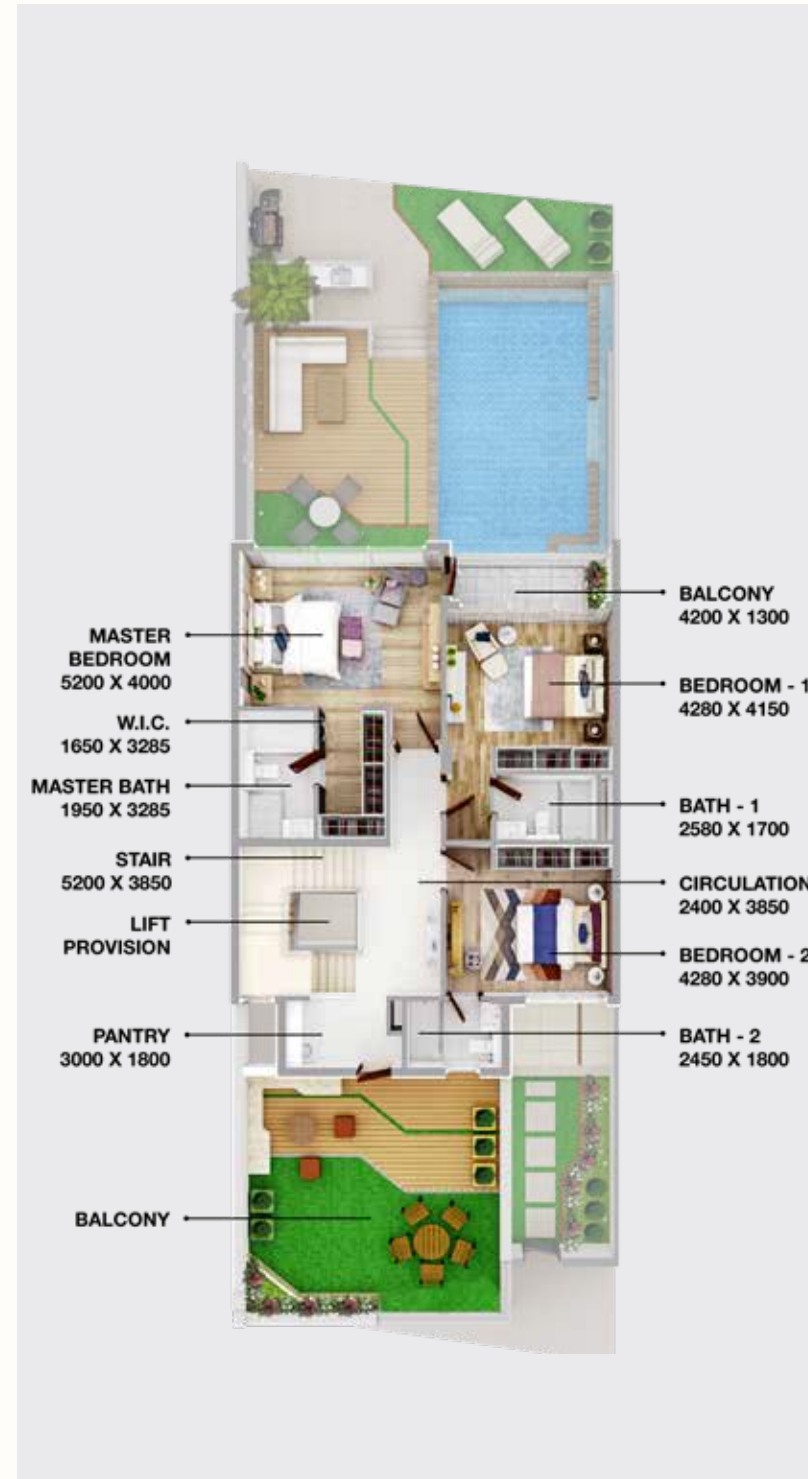 MASTER
BEDROOM
5200 X 4000
W.I.C.
1650 X 3285
MASTER BATH
1950 X 3285
STAIR
5200 X 3850
LIFT
PROVISION
PANTRY
3000 X 1800
BALCONY
BALCONY
4200 X 1300
BEDROOM - 1
4280 X 4150
BATH - 1
2580 X 1700
CIRCULATION
2400 X 3850
BEDROOM - 2
4280 X 3900
BATH - 2
2450 X 1800